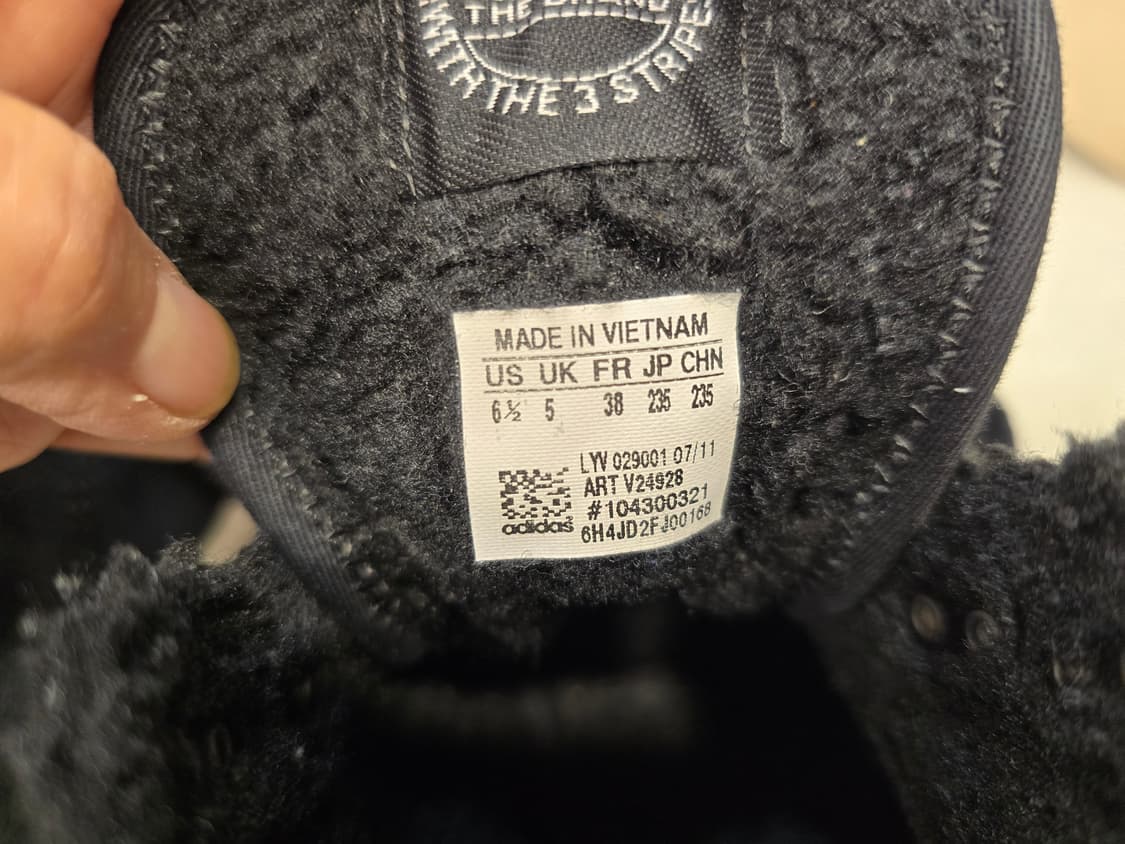 THE BRAND
WITH THE 3 STRIPE
MADE IN VIETNAM
US UK FR JP CHN
6½ 5 38 235 235
LYV 029001 07/11
ART V24928
#104300321
adidas 6H4JD2FJ00168